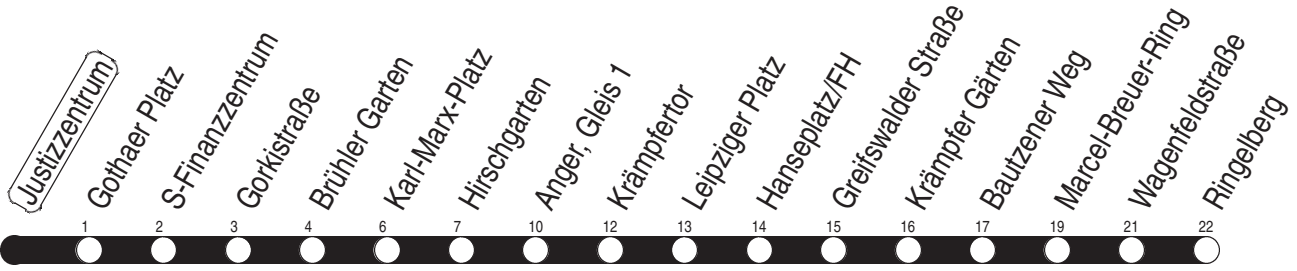 Justizzentrum
Gothaer Platz
S-Finanzzentrum
Gorkistraße
Brühler Garten
Karl-Marx-Platz
Hirschgarten
Anger, Gleis 1
Krämpfertor
Leipziger Platz
Hanseplatz/FH
Greifswalder Straße
Krämpfer Gärten
Bautzener Weg
Marcel-Breuer-Ring
Wagenfeldstraße
Ringelberg
1 2 3 4 6 7 10 12 13 14 15 16 17 19 21 22